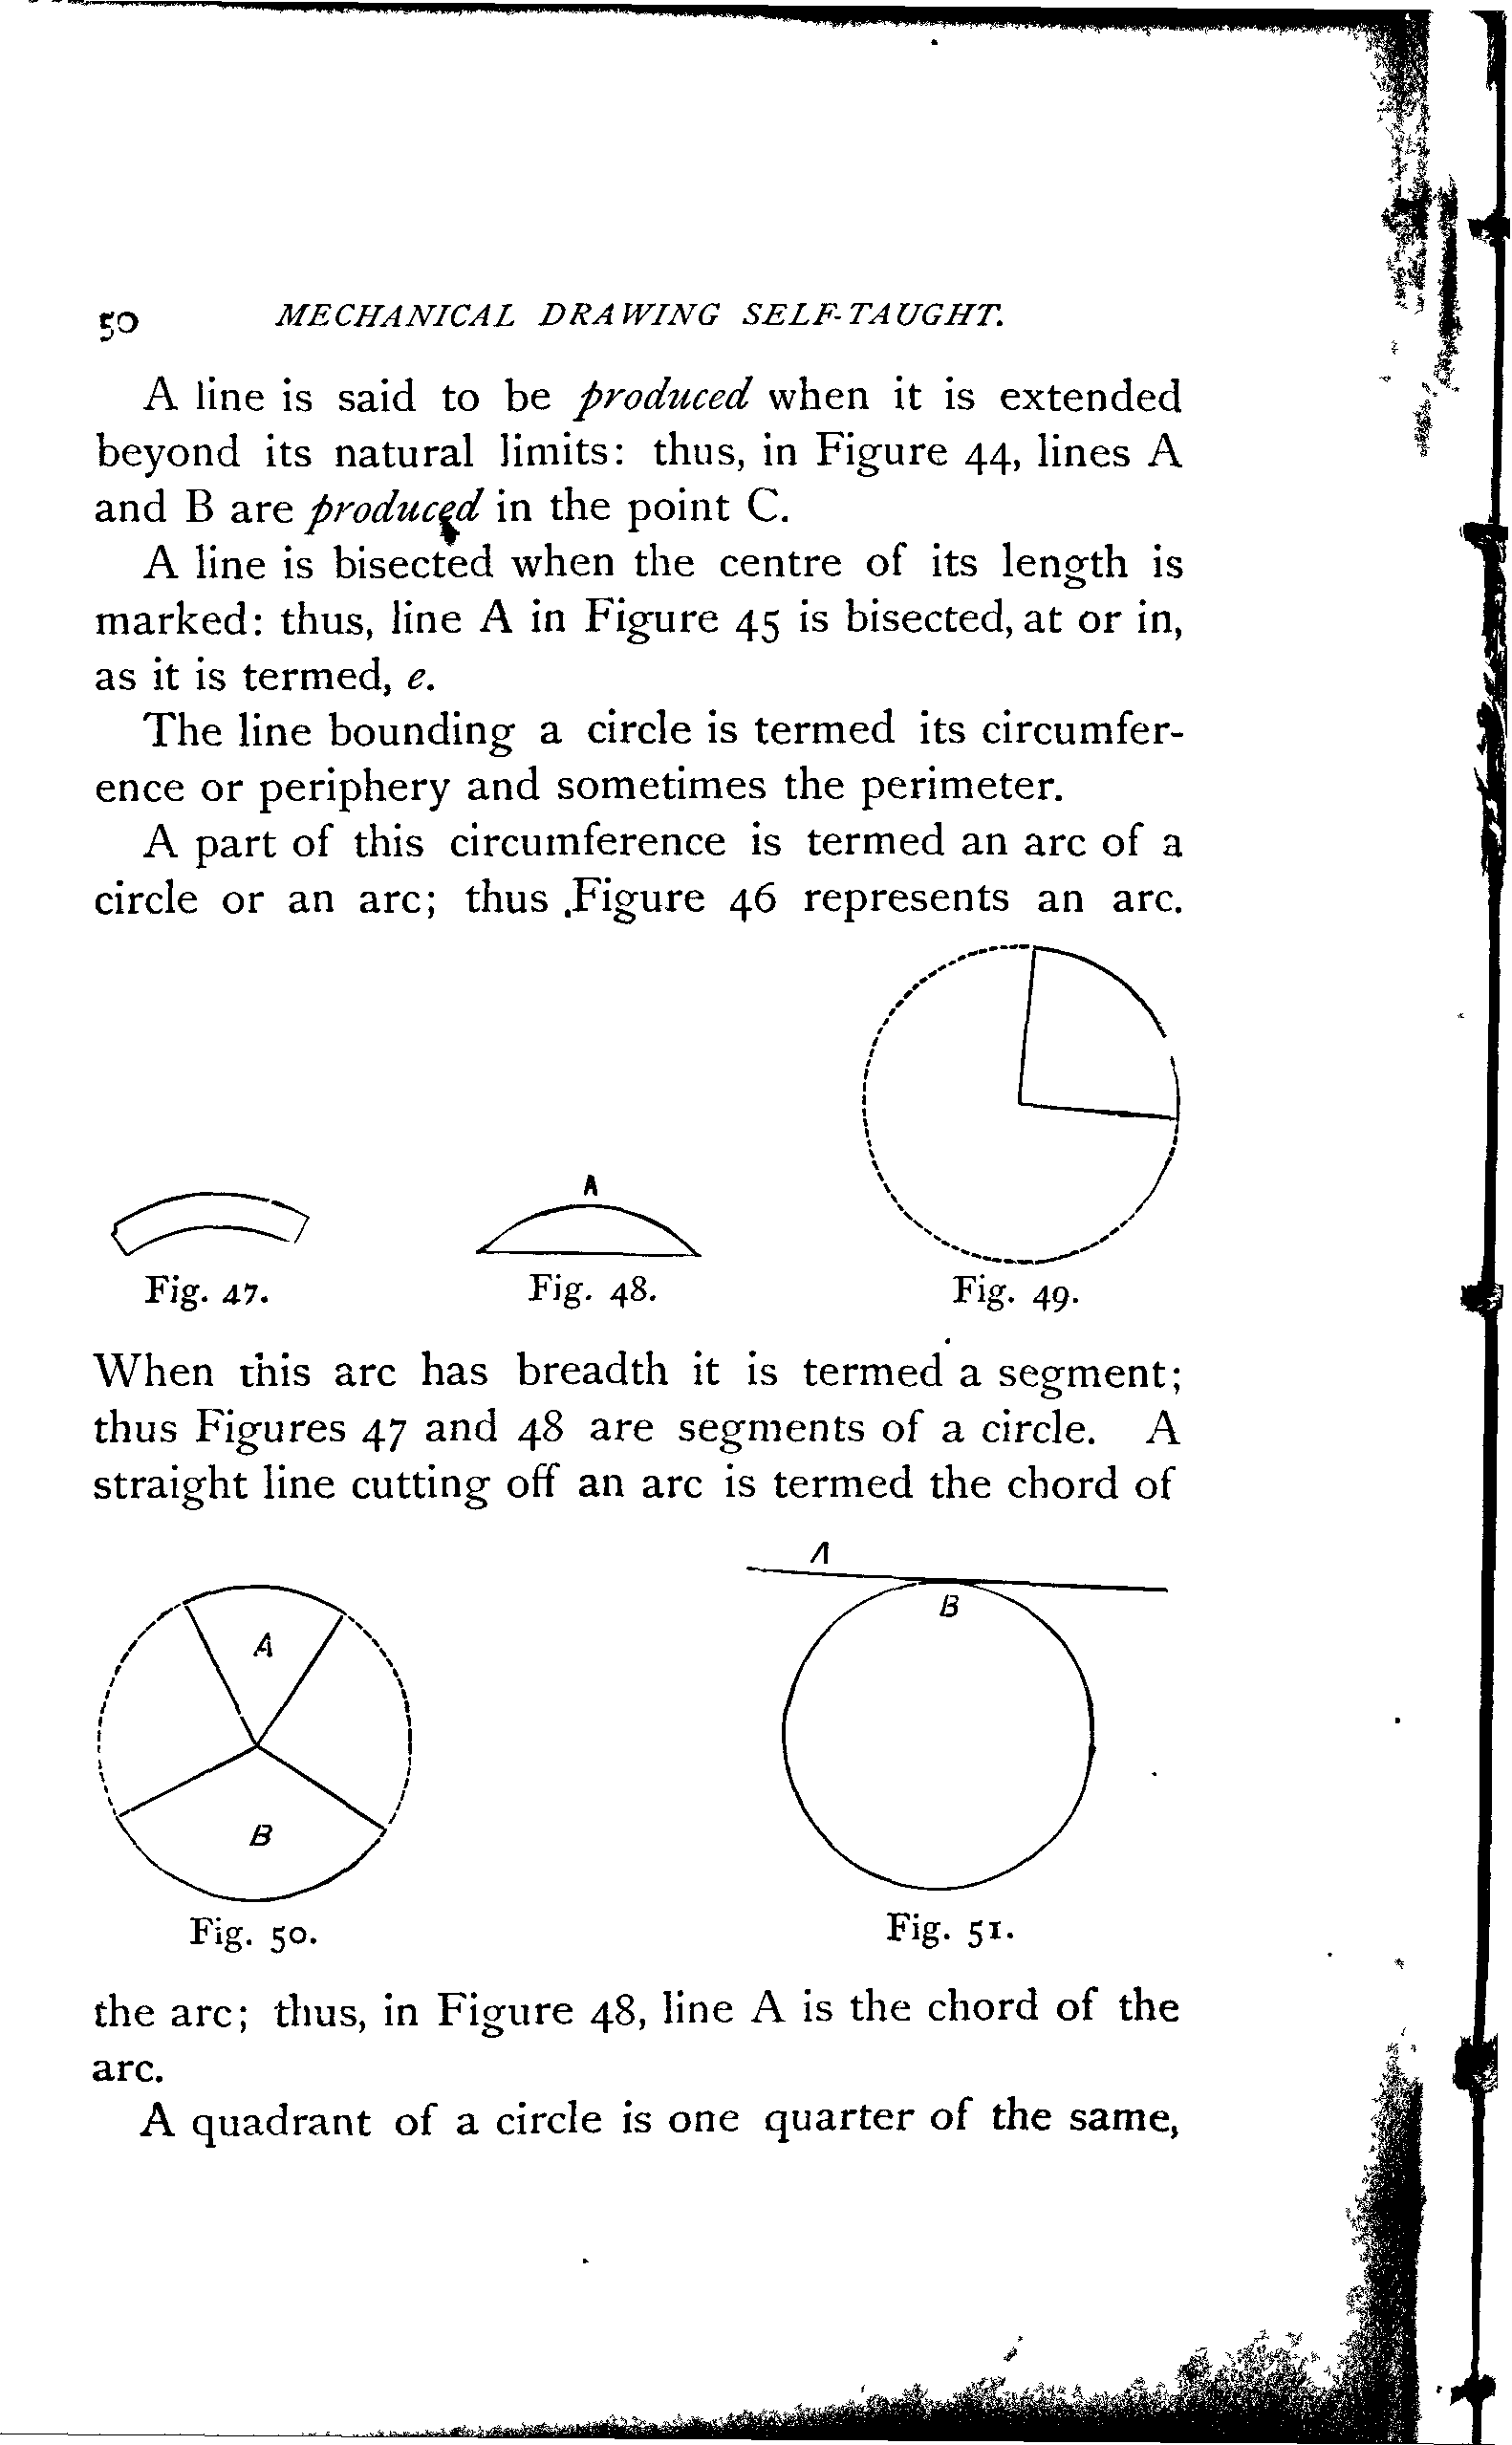 50 MECHANICAL DRAWING SELF-TAUGHT.
A line is said to be produced when it is extended
beyond its natural limits: thus, in Figure 44, lines A
and B are produced in the point C.
A line is bisected when the centre of its length is
marked: thus, line A in Figure 45 is bisected, at or in,
as it is termed, e.
The line bounding a circle is termed its circumfer-
ence or periphery and sometimes the perimeter.
A part of this circumference is termed an arc of a
circle or an arc; thus Figure 46 represents an arc.
A
Fig. 47.
Fig. 48.
Fig. 49.
When this arc has breadth it is termed a segment;
thus Figures 47 and 48 are segments of a circle. A
straight line cutting off an arc is termed the chord of
A
B
A
B
Fig. 50.
Fig. 51.
the arc; thus, in Figure 48, line A is the chord of the
arc.
A quadrant of a circle is one quarter of the same,